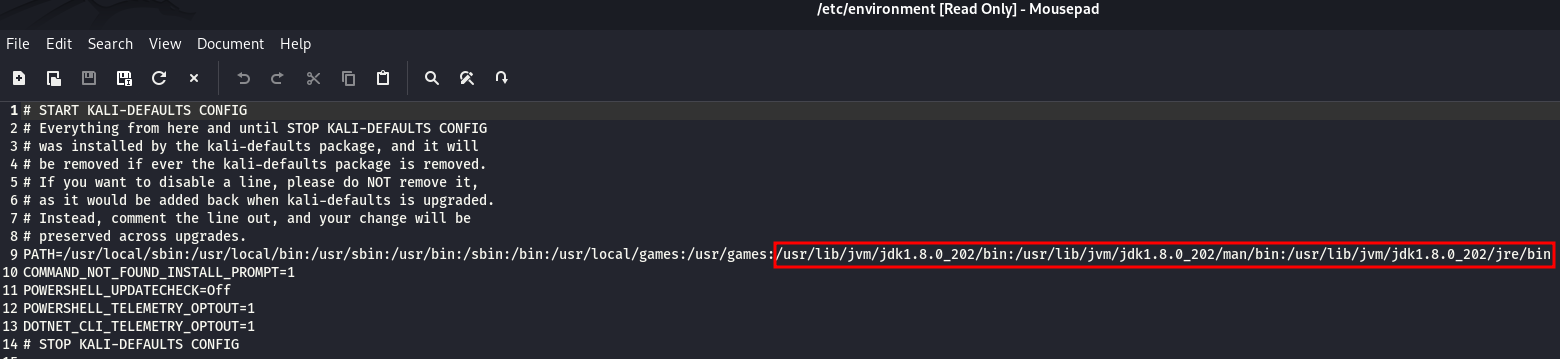 /etc/environment [Read Only] - Mousepad
File Edit Search View Document Help
1 # START KALI-DEFAULTS CONFIG
2 # Everything from here and until STOP KALI-DEFAULTS CONFIG
3 # was installed by the kali-defaults package, and it will
4 # be removed if ever the kali-defaults package is removed.
5 # If you want to disable a line, please do NOT remove it,
6 # as it would be added back when kali-defaults is upgraded.
7 # Instead, comment the line out, and your change will be
8 # preserved across upgrades.
9 PATH=/usr/local/sbin:/usr/local/bin:/usr/sbin:/usr/bin:/sbin:/bin:/usr/local/games:/usr/games:/usr/lib/jvm/jdk1.8.0_202/bin:/usr/lib/jvm/jdk1.8.0_202/man/bin:/usr/lib/jvm/jdk1.8.0_202/jre/bin
10 COMMAND_NOT_FOUND_INSTALL_PROMPT=1
11 POWERSHELL_UPDATECHECK=Off
12 POWERSHELL_TELEMETRY_OPTOUT=1
13 DOTNET_CLI_TELEMETRY_OPTOUT=1
14 # STOP KALI-DEFAULTS CONFIG